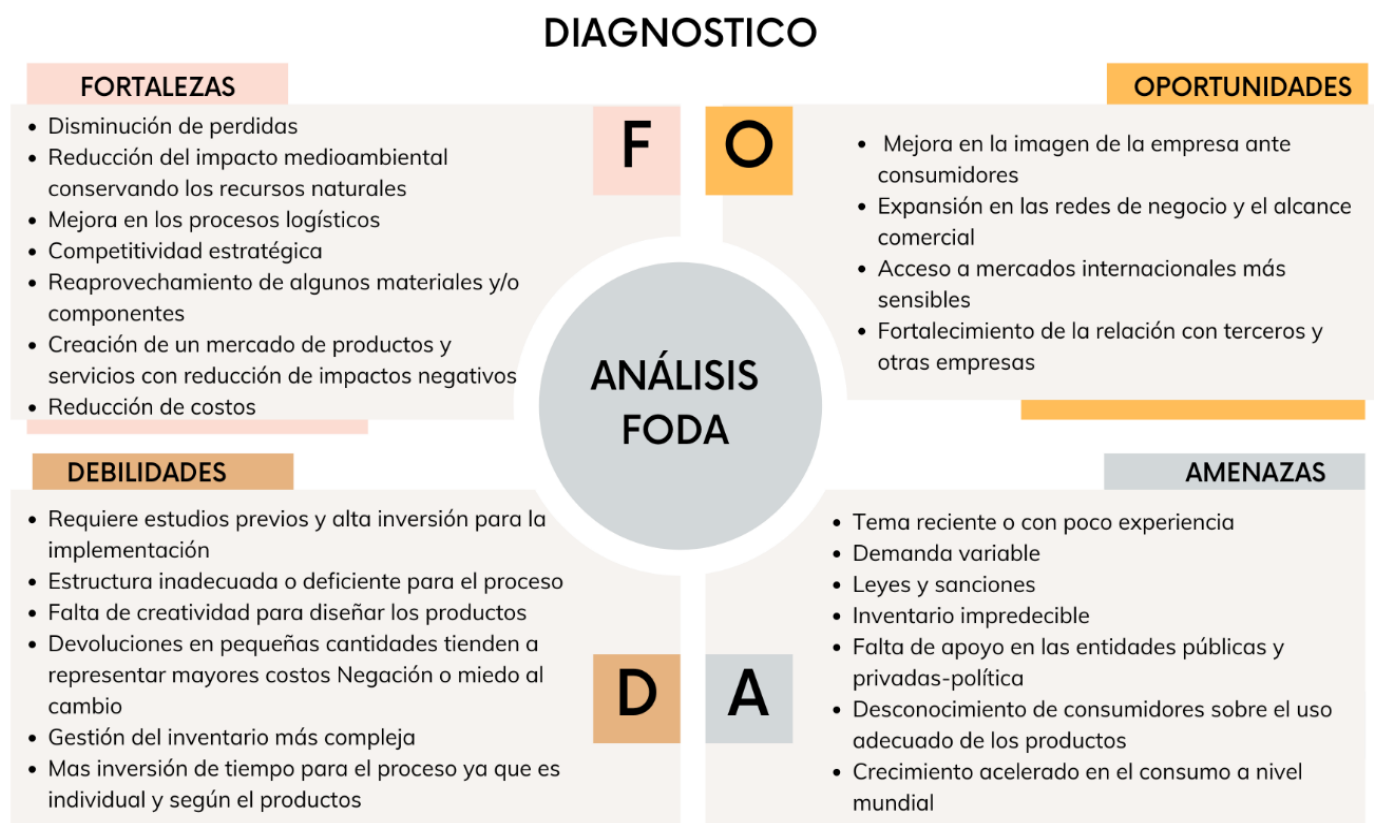 DIAGNOSTICO
FORTALEZAS
• Disminución de perdidas
• Reducción del impacto medioambiental
conservando los recursos naturales
• Mejora en los procesos logísticos
• Competitividad estratégica
• Reaprovechamiento de algunos materiales y/o
componentes
• Creación de un mercado de productos y
servicios con reducción de impactos negativos
• Reducción de costos
F
O
OPORTUNIDADES
• Mejora en la imagen de la empresa ante
consumidores
• Expansión en las redes de negocio y el alcance
comercial
• Acceso a mercados internacionales más
sensibles
• Fortalecimiento de la relación con terceros y
otras empresas
ANÁLISIS
FODA
DEBILIDADES
• Requiere estudios previos y alta inversión para la
implementación
• Estructura inadecuada o deficiente para el proceso
• Falta de creatividad para diseñar los productos
• Devoluciones en pequeñas cantidades tienden a
representar mayores costos Negación o miedo al
cambio
• Gestión del inventario más compleja
• Mas inversión de tiempo para el proceso ya que es
individual y según el productos
D
A
AMENAZAS
• Tema reciente o con poco experiencia
• Demanda variable
• Leyes y sanciones
• Inventario impredecible
• Falta de apoyo en las entidades públicas y
privadas-política
• Desconocimiento de consumidores sobre el uso
adecuado de los productos
• Crecimiento acelerado en el consumo a nivel
mundial